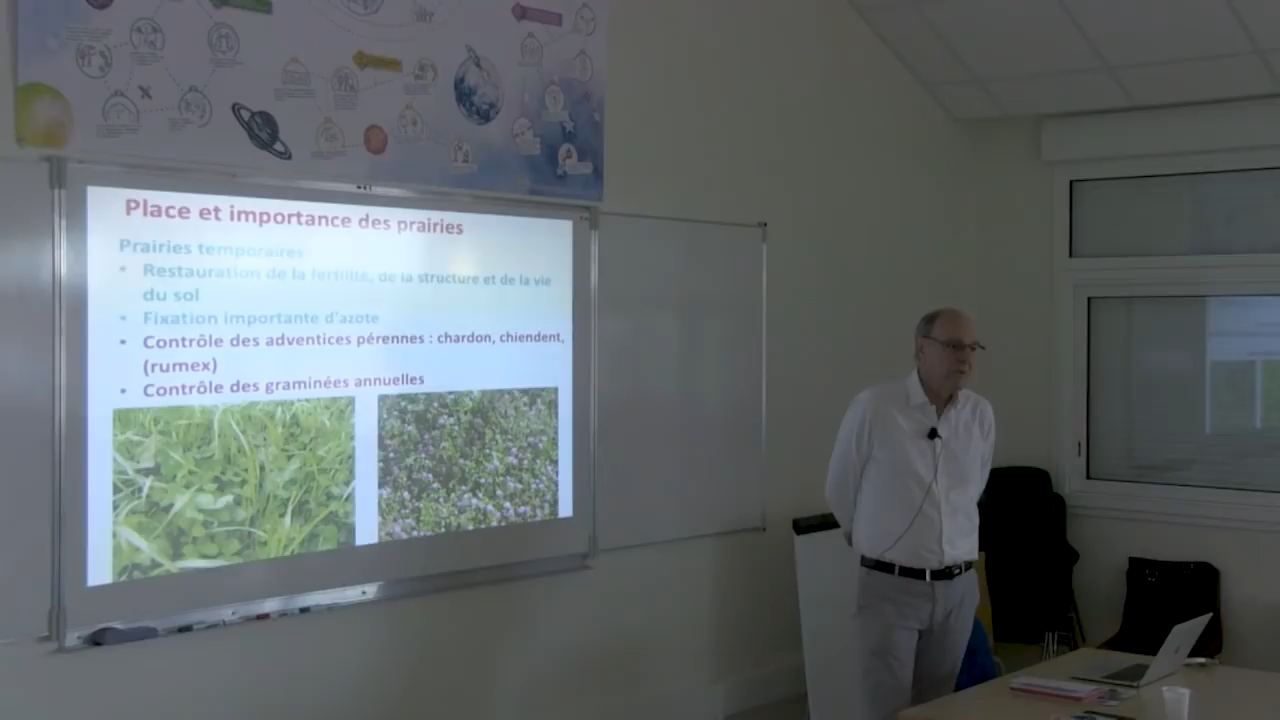 Place et importance des prairies
Prairies temporaires
• Restauration de la fertilité, de la structure et de la vie
du sol
• Fixation importante d'azote
• Contrôle des adventices pérennes : chardon, chiendent,
(rumex)
• Contrôle des graminées annuelles